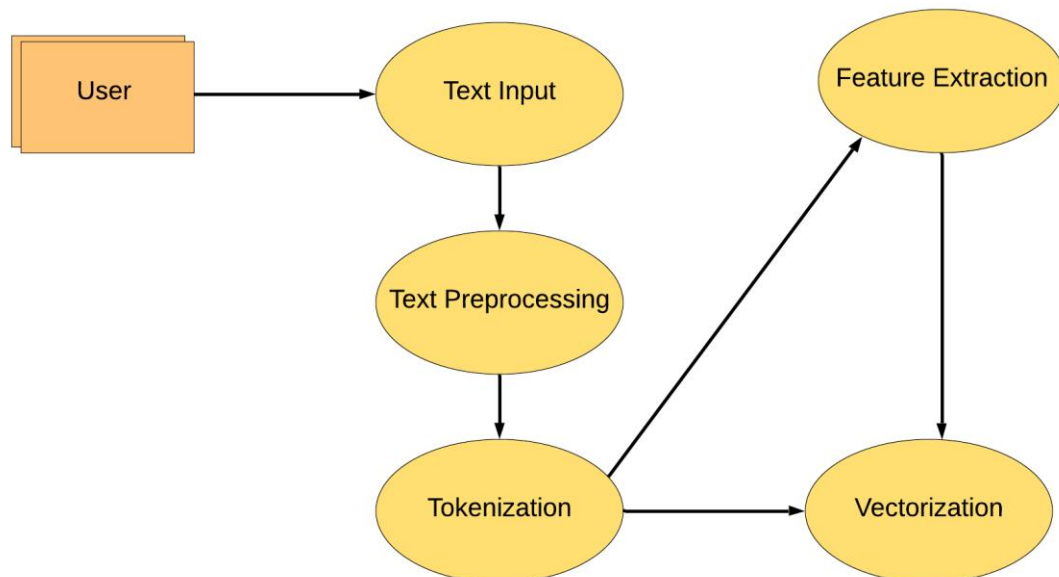 User
Text Input
Feature Extraction
Text Preprocessing
Tokenization
Vectorization